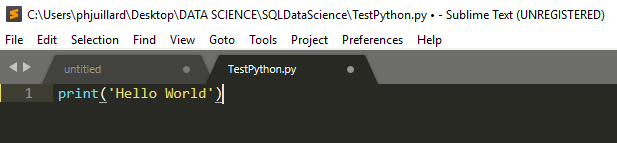 C:\Users\phjuillard\Desktop\DATA SCIENCE\SQLDataScience\TestPython.py • - Sublime Text (UNREGISTERED)
File Edit Selection Find View Goto Tools Project Preferences Help
untitled TestPython.py
1 print('Hello World')